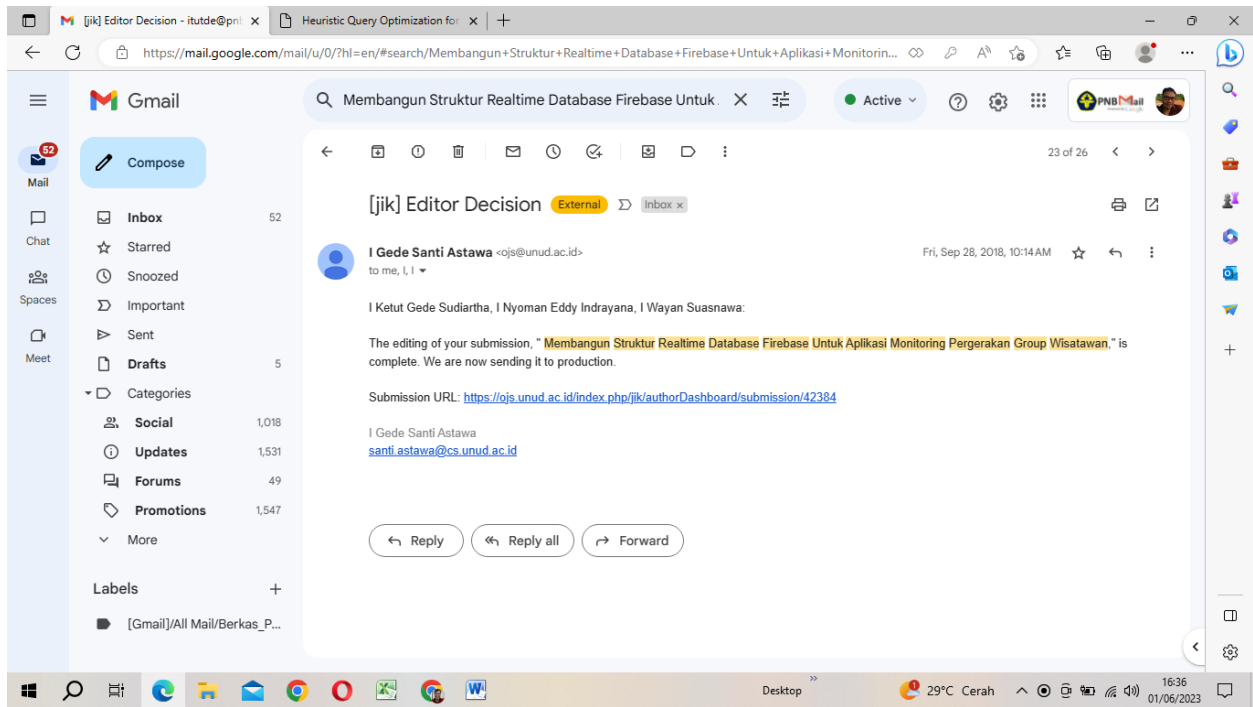 [jik] Editor Decision - itutde@pnb
Heuristic Query Optimization for
https://mail.google.com/mail/u/0/?hl=en/#search/Membangun+Struktur+Realtime+Database+Firebase+Untuk+Aplikasi+Monitorin...
Gmail
Membangun Struktur Realtime Database Firebase Untuk
Active
PNBMail
52
Mail
Compose
23 of 26
[jik] Editor Decision
External
Inbox ×
Inbox 52
Chat
Starred
I Gede Santi Astawa <ojs@unud.ac.id>
Fri, Sep 28, 2018, 10:14 AM
to me, I, I
Snoozed
Spaces
Important
I Ketut Gede Sudiartha, I Nyoman Eddy Indrayana, I Wayan Suasnawa:
Sent
Meet
The editing of your submission, " Membangun Struktur Realtime Database Firebase Untuk Aplikasi Monitoring Pergerakan Group Wisatawan," is
complete. We are now sending it to production.
Drafts 5
Categories
Submission URL: https://ojs.unud.ac.id/index.php/jik/authorDashboard/submission/42384
Social 1,018
I Gede Santi Astawa
santi.astawa@cs.unud.ac.id
Updates 1,531
Forums 49
Promotions 1,547
More
Reply
Reply all
Forward
Labels
[Gmail]/All Mail/Berkas_P...
Desktop
29°C Cerah
16:36
01/06/2023